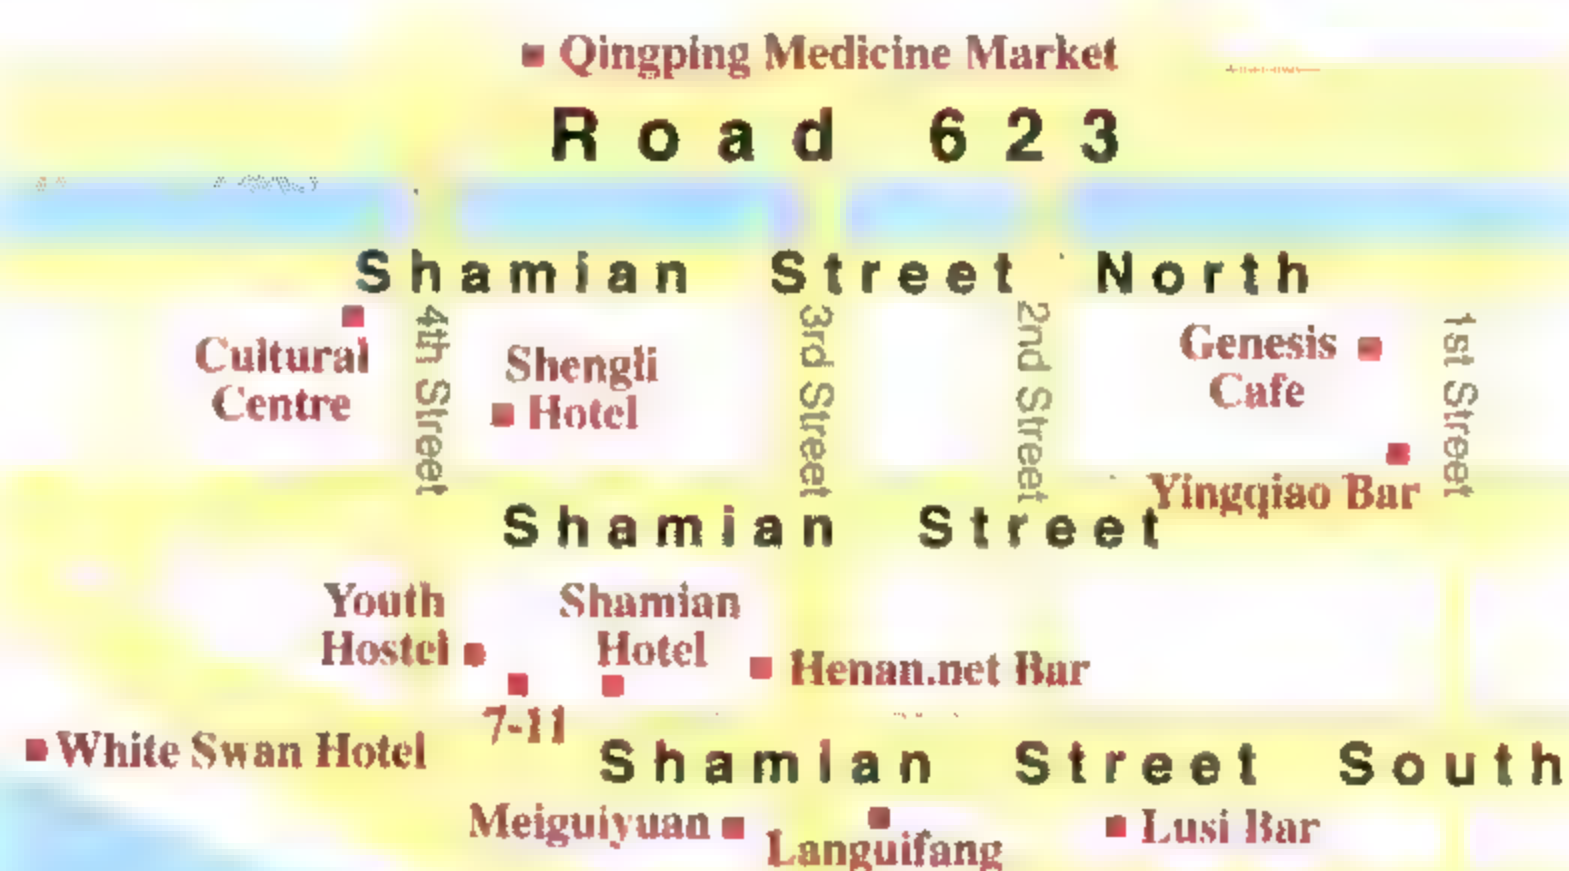 Qingping Medicine Market
Road 623
Shamian Street North
4th Street
3rd Street
2nd Street
1st Street
Cultural
Centre
Shengli
Hotel
Genesis
Cafe
Yingqiao Bar
Shamian Street
Youth
Hostel
Shamian
Hotel
Henan.net Bar
7-11
White Swan Hotel
Shamian Street South
Meiguiyuan
Languifang
Lusi Bar